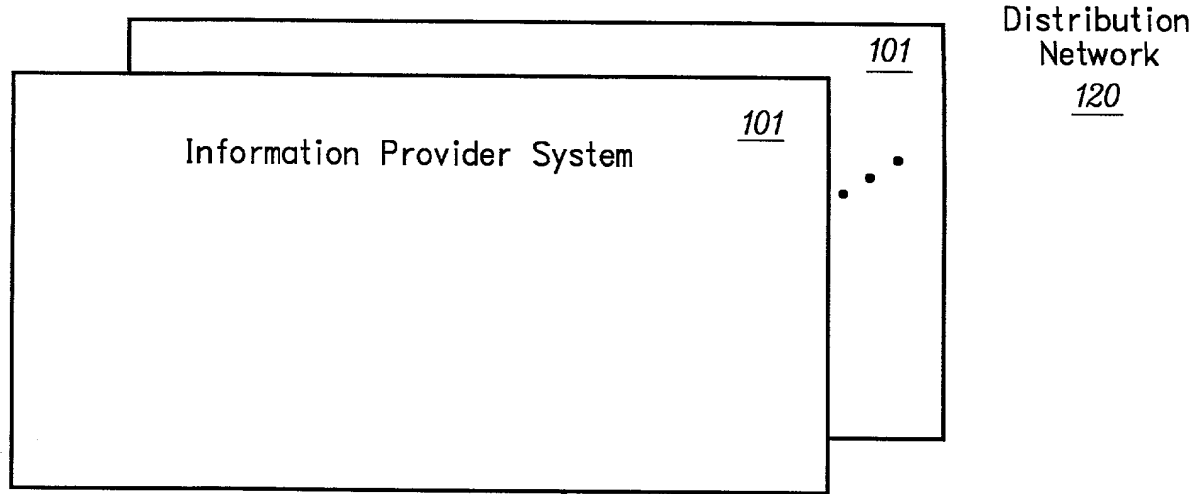 Distribution
Network
120
101
101
Information Provider System